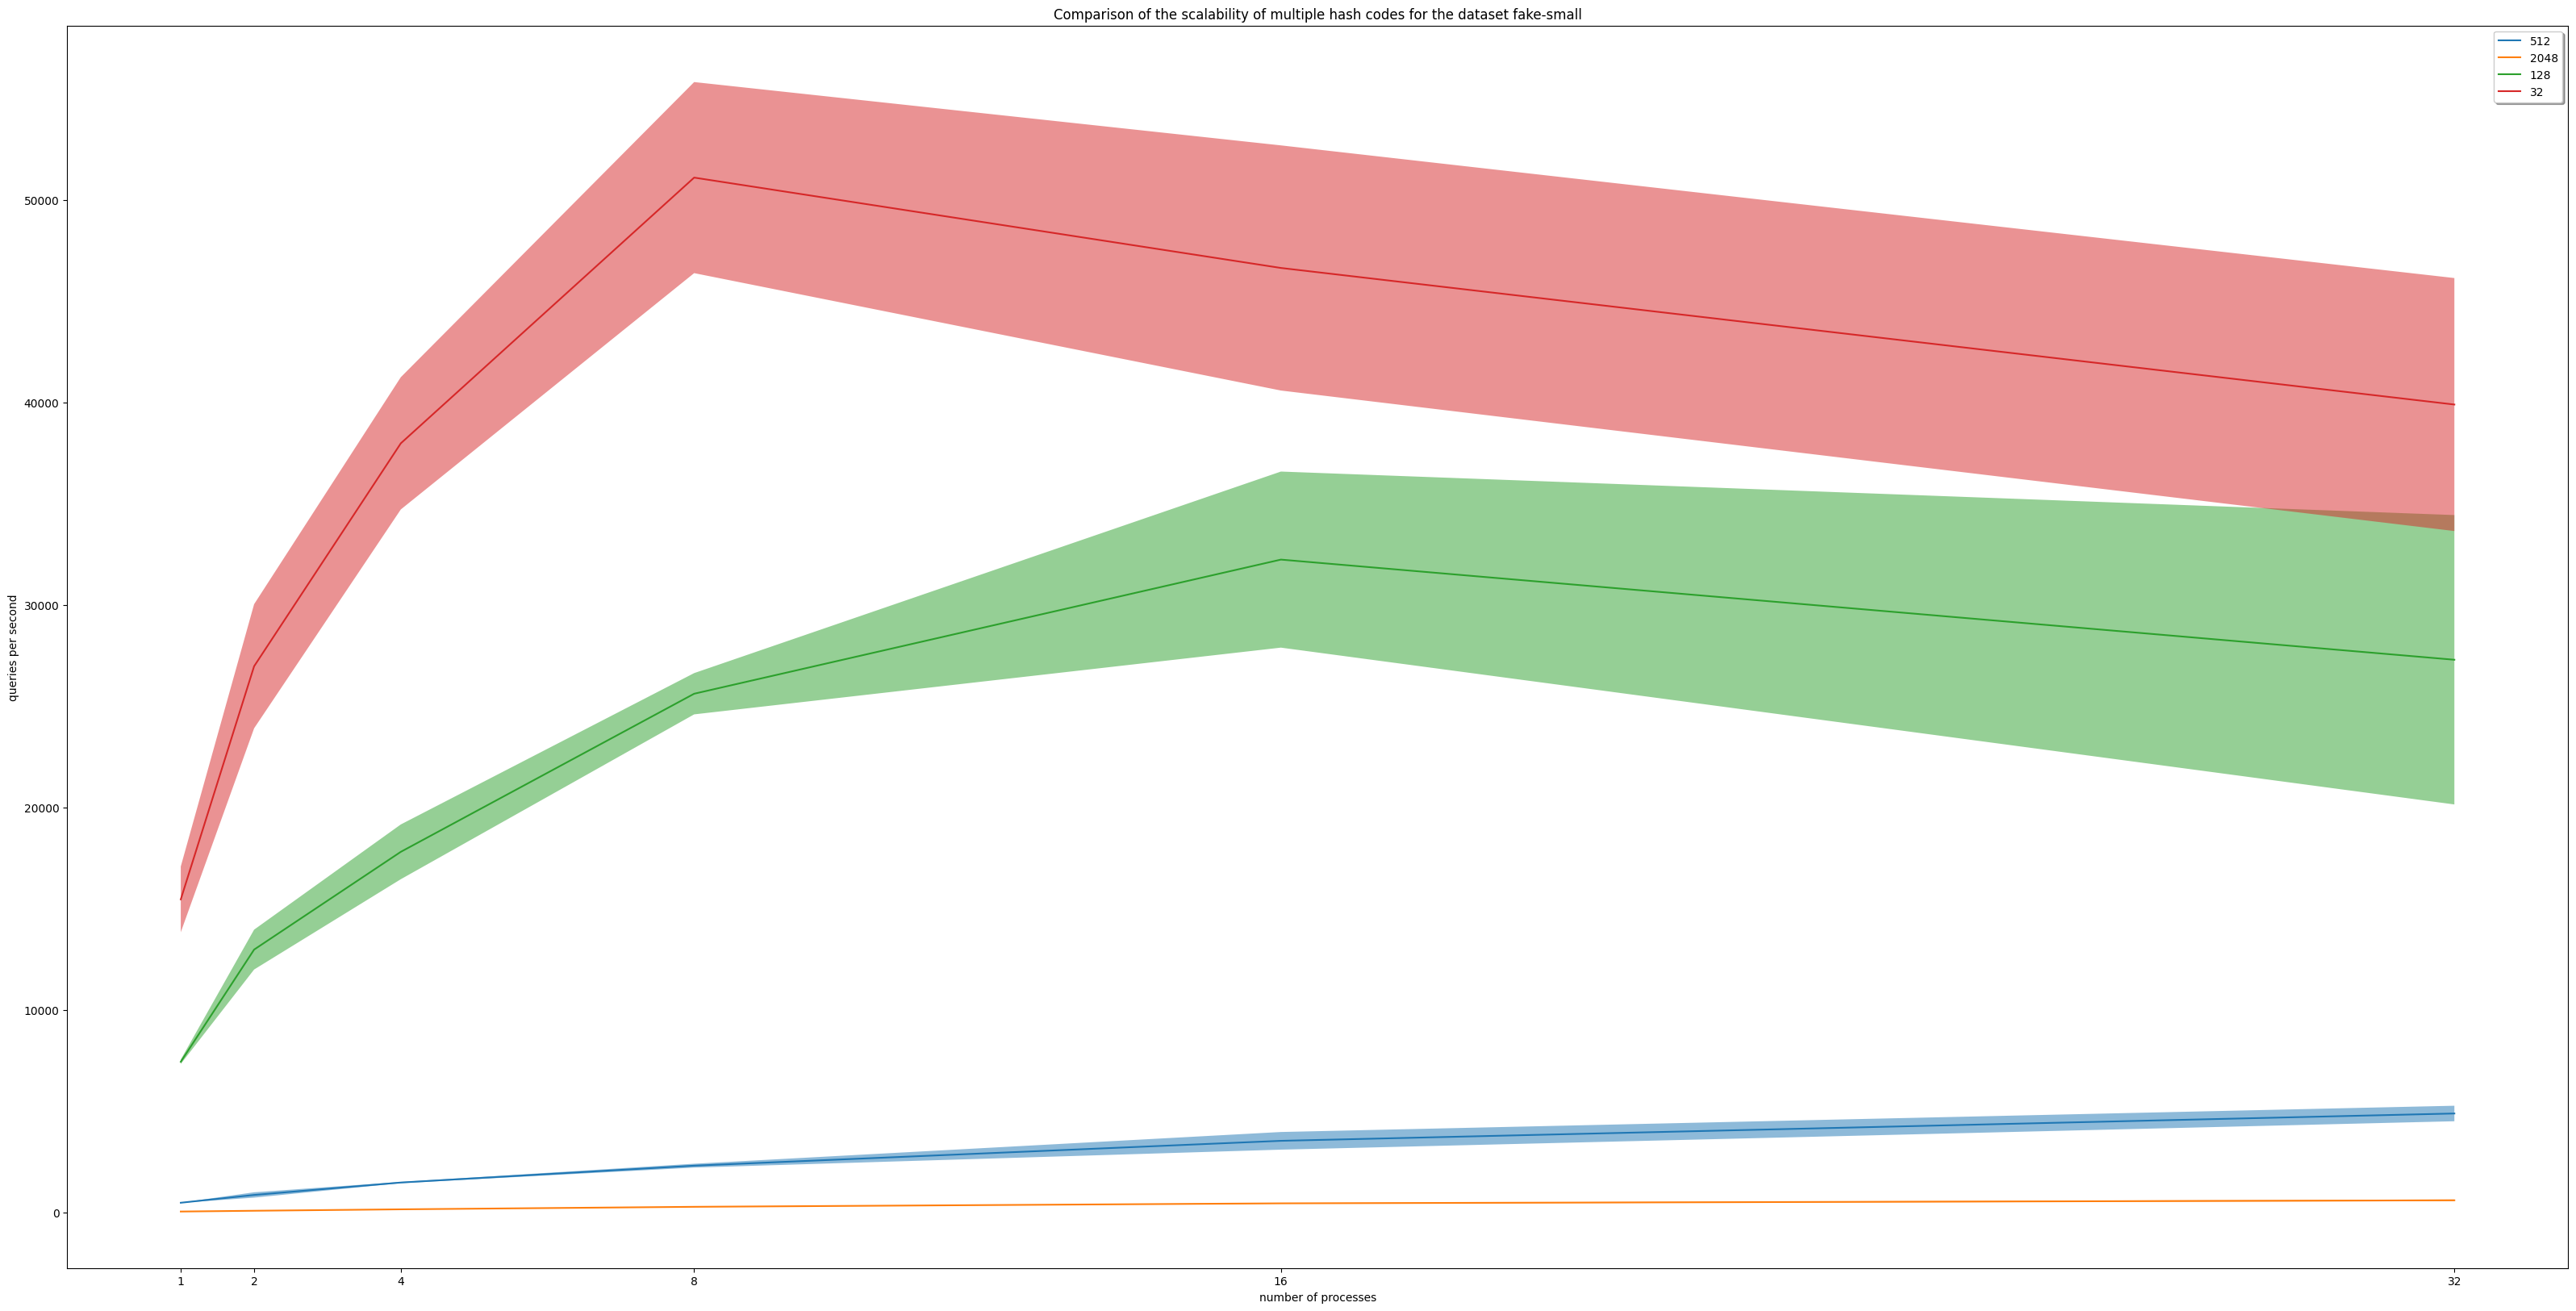 Comparison of the scalability of multiple hash codes for the dataset fake-small
512
2048
128
32
50000
40000
30000
20000
10000
0
queries per second
1 2 4 8 16 32
number of processes